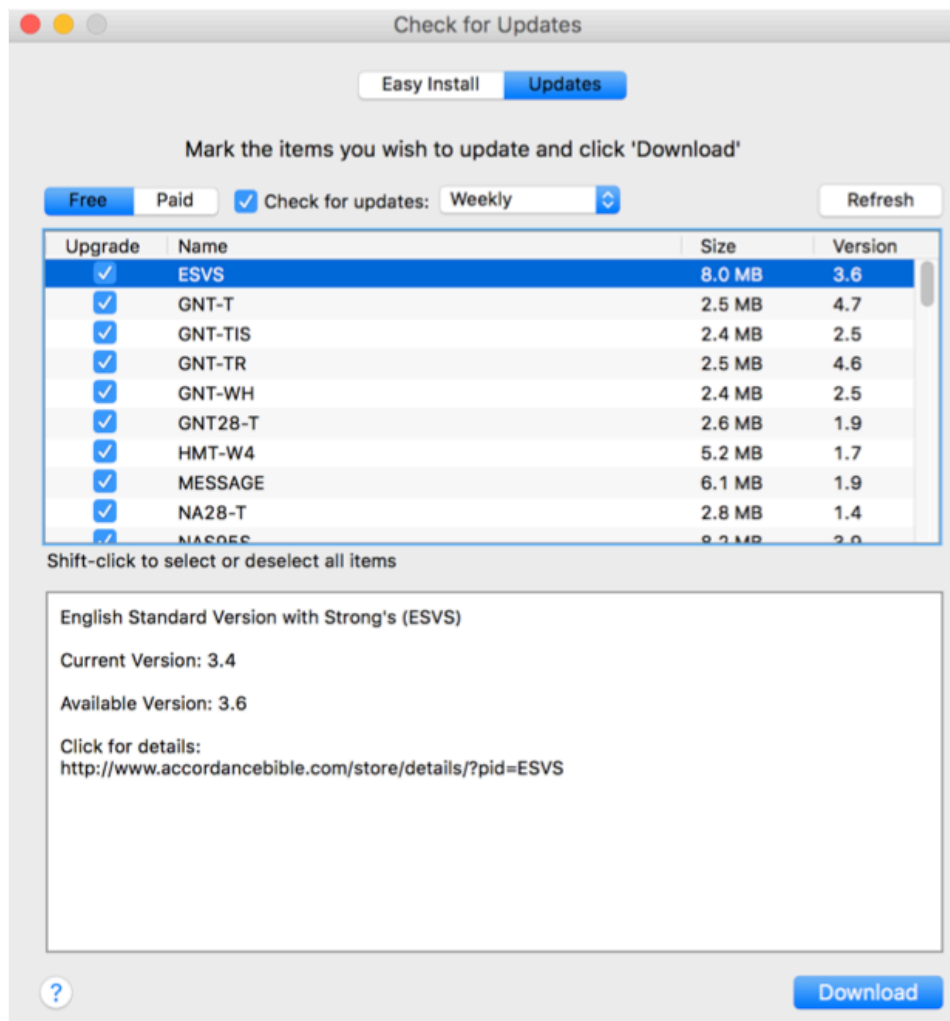 Check for Updates
Easy Install Updates
Mark the items you wish to update and click 'Download'
Free Paid Check for updates: Weekly Refresh
Upgrade Name Size Version
ESVS 8.0 MB 3.6
GNT-T 2.5 MB 4.7
GNT-TIS 2.4 MB 2.5
GNT-TR 2.5 MB 4.6
GNT-WH 2.4 MB 2.5
GNT28-T 2.6 MB 1.9
HMT-W4 5.2 MB 1.7
MESSAGE 6.1 MB 1.9
NA28-T 2.8 MB 1.4
NAS95S 8.2 MB
Shift-click to select or deselect all items
English Standard Version with Strong's (ESVS)
Current Version: 3.4
Available Version: 3.6
Click for details:
http://www.accordancebible.com/store/details/?pid=ESVS
? Download